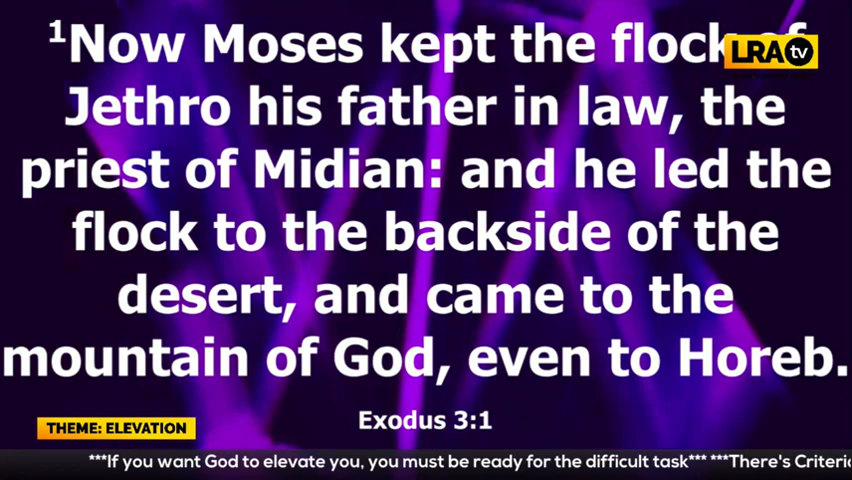 ¹Now Moses kept the flock of
LRA tv
Jethro his father in law, the
priest of Midian: and he led the
flock to the backside of the
desert, and came to the
mountain of God, even to Horeb.
Exodus 3:1
THEME: ELEVATION
***If you want God to elevate you, you must be ready for the difficult task*** ***There's Criteri